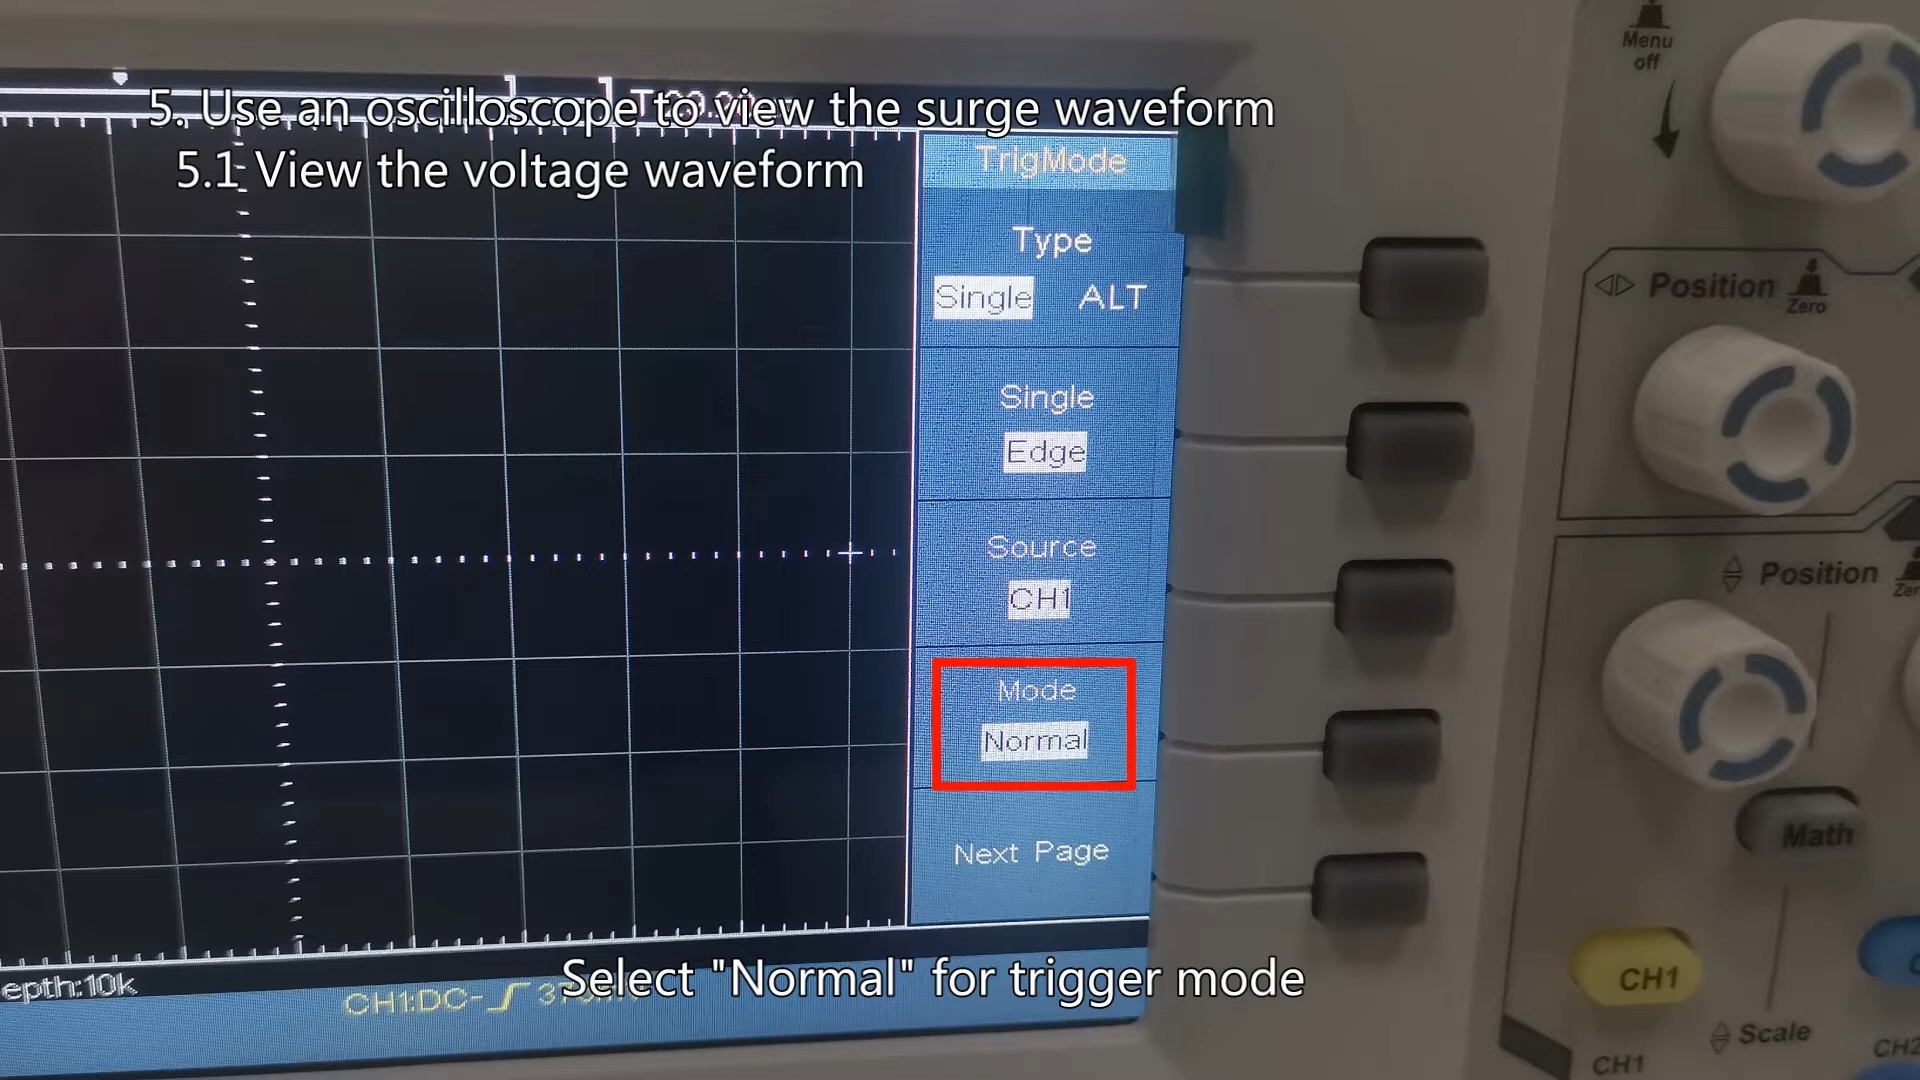 5. Use an oscilloscope to view the surge waveform
5.1 View the voltage waveform
TrigMode
Type
Single ALT
Single
Edge
Source
CH1
Mode
Normal
Next Page
epth:10k
CH1:DC-
Select "Normal" for trigger mode
Menu
off
Position
Zero
Position
Math
CH1
Scale
CH1
CH2